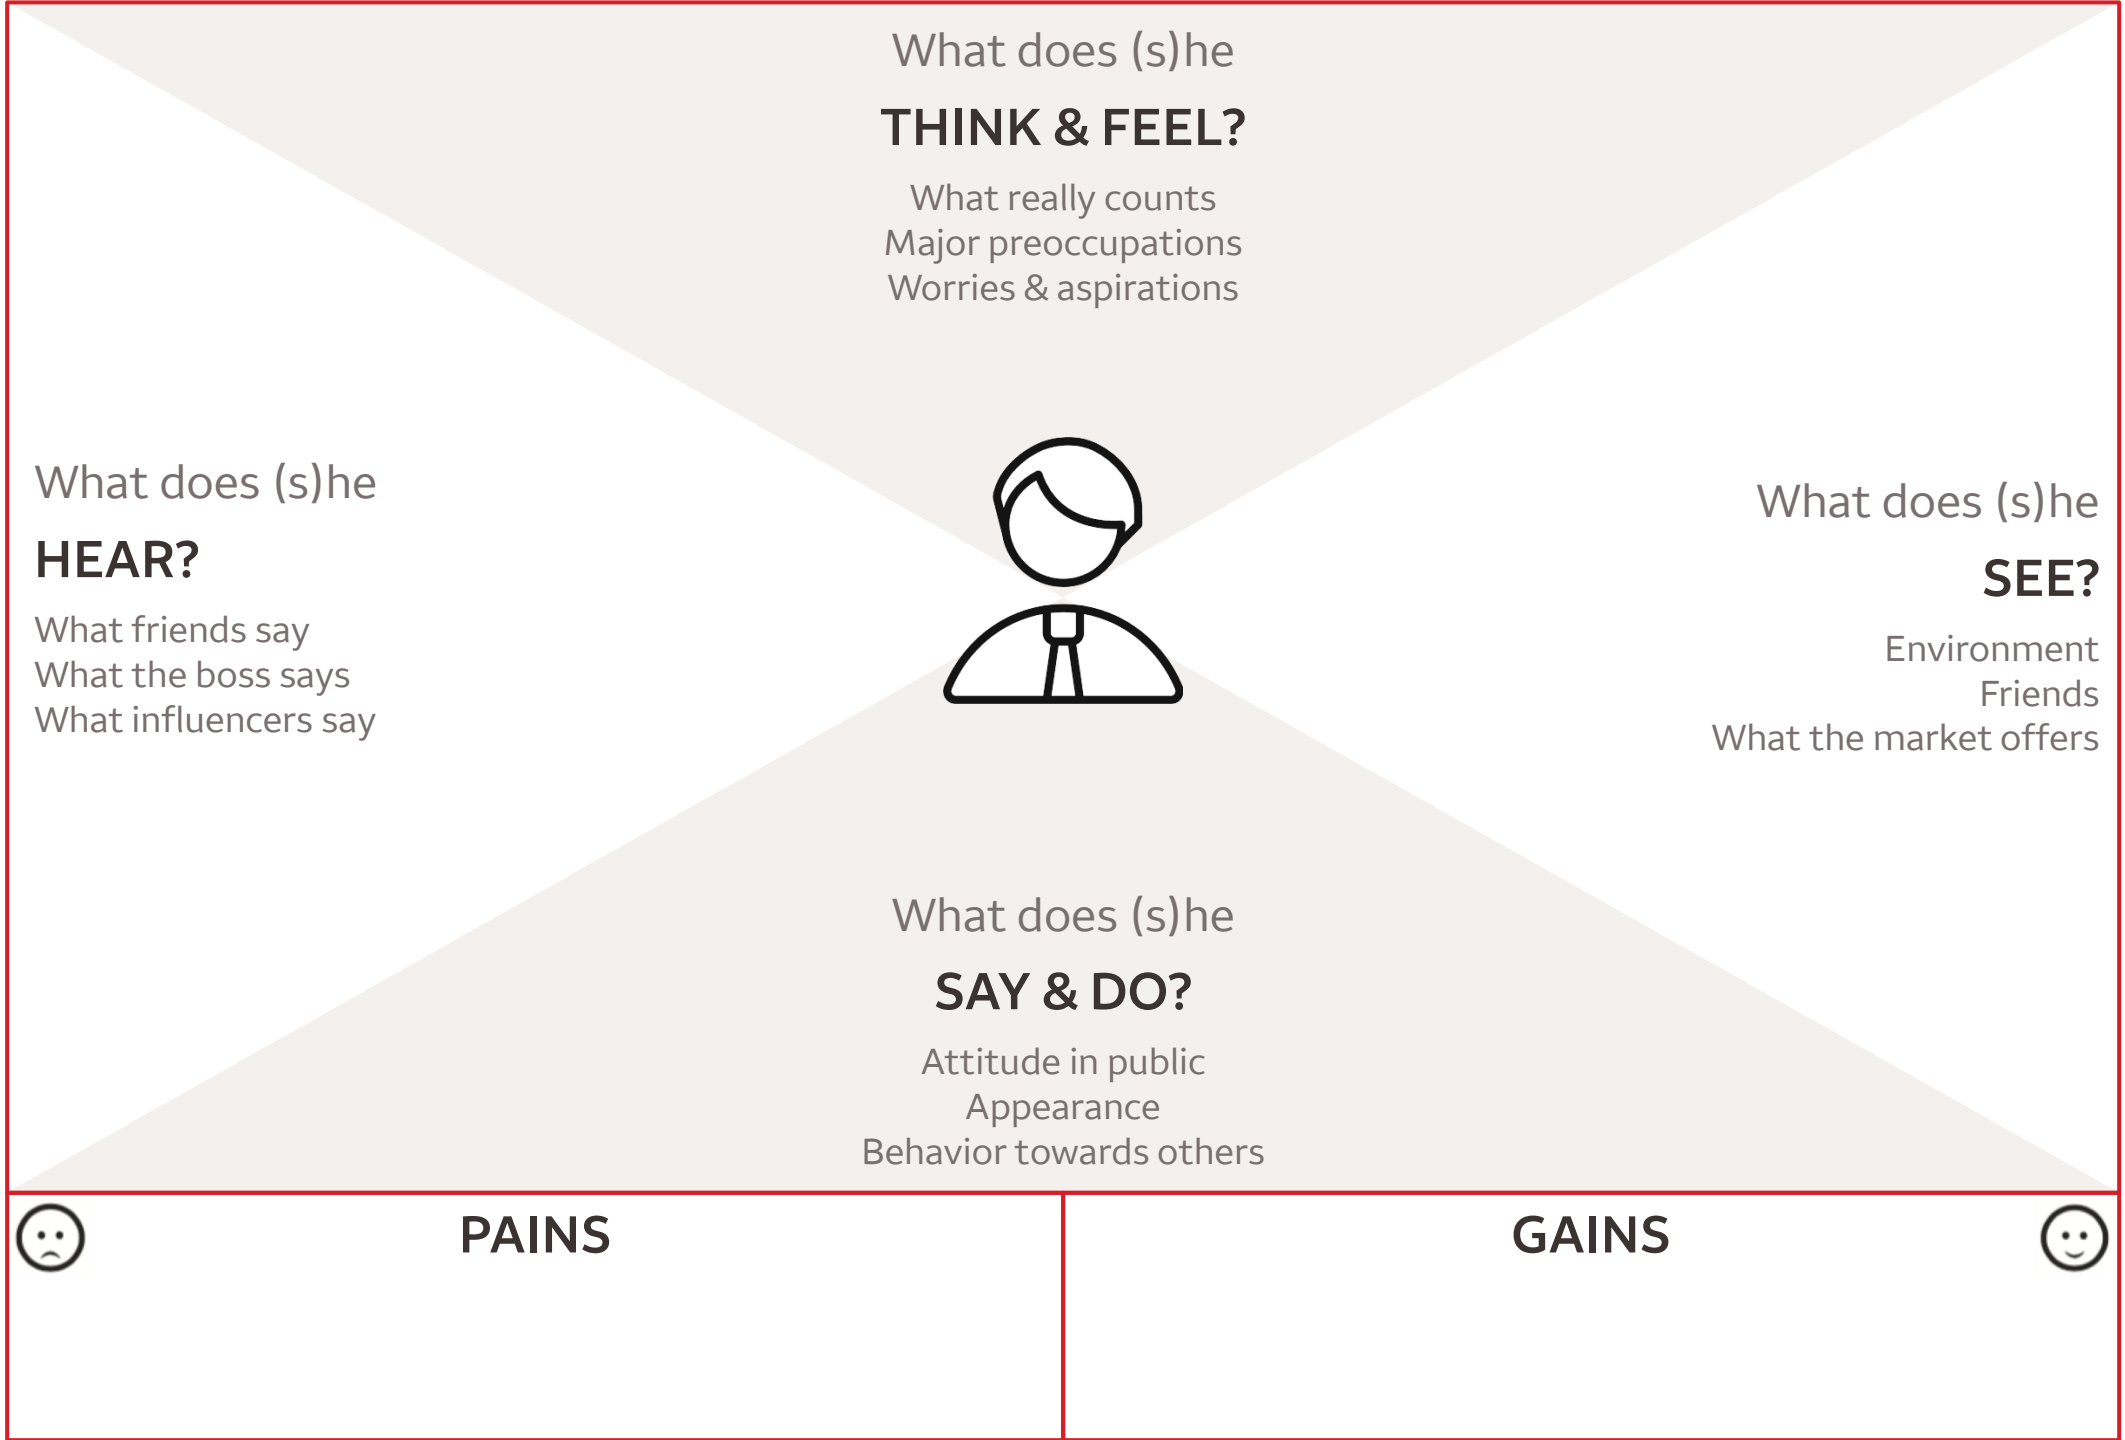 What does (s)he
THINK & FEEL?
What really counts
Major preoccupations
Worries & aspirations
What does (s)he
HEAR?
What friends say
What the boss says
What influencers say
What does (s)he
SEE?
Environment
Friends
What the market offers
What does (s)he
SAY & DO?
Attitude in public
Appearance
Behavior towards others
PAINS
GAINS